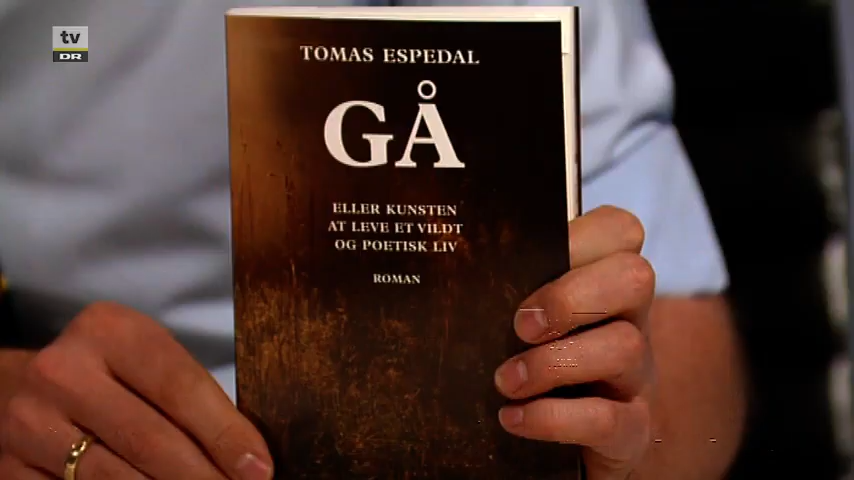 tv
DR
TOMAS ESPEDAL
GÅ
ELLER KUNSTEN
AT LEVE ET VILDT
OG POETISK LIV
ROMAN